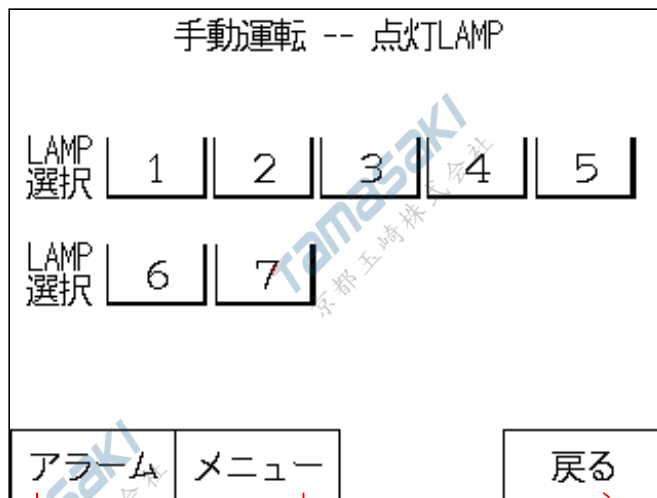 手動運転 -- 点灯LAMP
LAMP
選択 1 2 3 4 5
LAMP
選択 6 7
Tamasaki
京都玉崎株式会社
アラーム メニュー 戻る